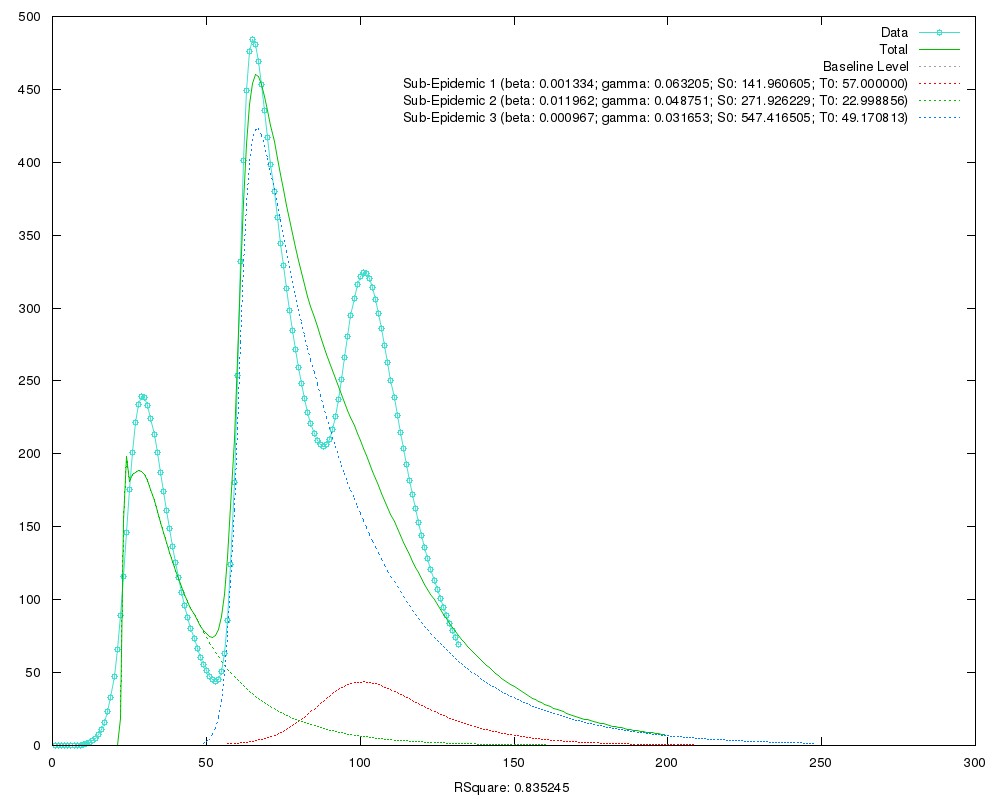 500
450
400
350
300
250
200
150
100
50
0
Data
Total
Baseline Level
Sub-Epidemic 1 (beta: 0.001334; gamma: 0.063205; S0: 141.960605; T0: 57.000000)
Sub-Epidemic 2 (beta: 0.011962; gamma: 0.048751; S0: 271.926229; T0: 22.998856)
Sub-Epidemic 3 (beta: 0.000967; gamma: 0.031653; S0: 547.416505; T0: 49.170813)
0 50 100 150 200 250 300
RSquare: 0.835245